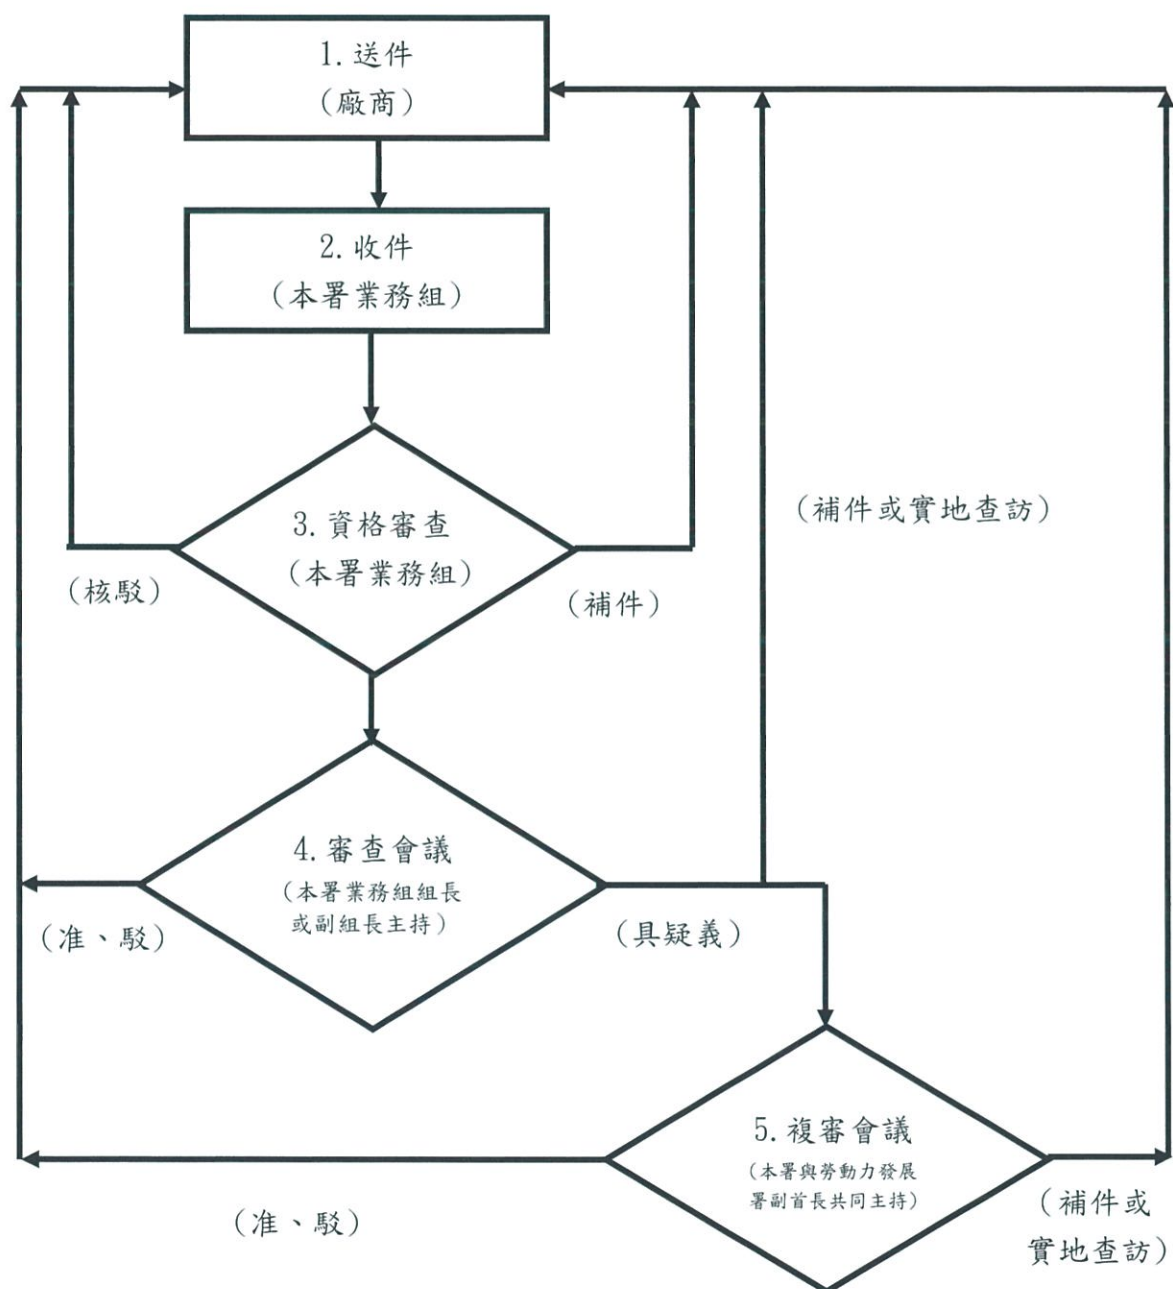 1.送件
(廠商)
2.收件
(本署業務組)
3.資格審查
(本署業務組)
(核駁)
(補件)
(補件或實地查訪)
4.審查會議
(本署業務組組長
或副組長主持)
(准、駁)
(具疑義)
5.複審會議
(本署與勞動力發展
署副首長共同主持)
(准、駁)
(補件或
實地查訪)